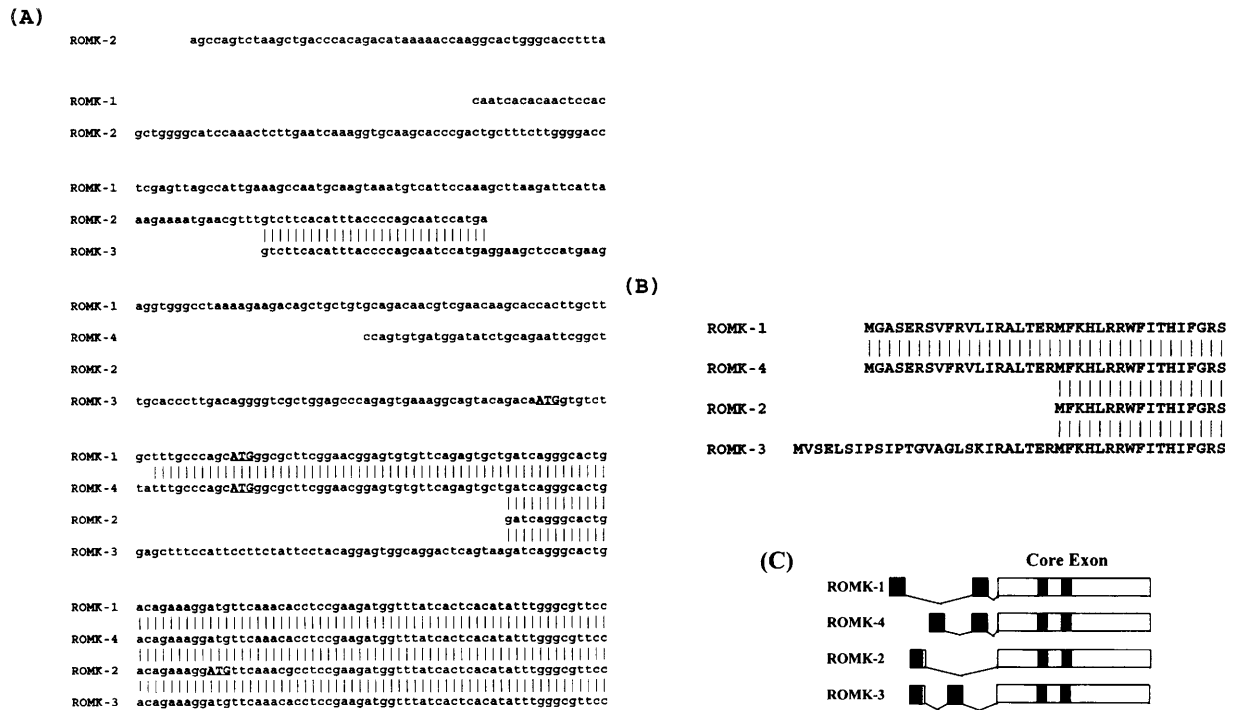 (A)
ROMK-2 agccagtctaagctgacccacagacataaaaaccaaggcactgggcacctttta
ROMK-1 caatcacacaactccac
ROMK-2 gctggggcatccaaactcttgaatcaaaggtgcaagcacccgactgctttcttggggacc
ROMK-1 tcgagttagccattgaaagccaatgcaagtaaatgtcattccaaagcttaagattcatta
ROMK-2 aagaaaatgaacgtttgtcttcacatttaccccagcaatccatga
ROMK-3 gtcttcacatttaccccagcaatccatgaggaagctccatgaag
ROMK-1 aggtgggcctaaaagaagacagctgctgtgcagacaacgtcgaacaagcaccacttgctt
ROMK-4 ccagtgtgatggatatctgcagaattcggct
ROMK-2
ROMK-3 tgcacccttgacaggggtcgctggagcccagagtgaaaggcagtacagacaATGgtgtct
ROMK-1 gctttgcccagcATGggcgcttcggaacggagtgtgttcagagtgctgatcagggcactg
ROMK-4 tatttgcccagcATGggcgcttcggaacggagtgtgttcagagtgctgatcagggcactg
ROMK-2 gatcagggcactg
ROMK-3 gagctttccattccttctattcctacaggagtggcaggactcagtaagatcagggcactg
ROMK-1 acagaaaggatgttcaaacacctccgaagatggtttatcactcacatatttgggcgttcc
ROMK-4 acagaaaggatgttcaaacacctccgaagatggtttatcactcacatatttgggcgttcc
ROMK-2 acagaaaggATGttcaaacgcctccgaagatggtttatcactcacatatttgggcgttcc
ROMK-3 acagaaaggatgttcaaacacctccgaagatggtttatcactcacatatttgggcgttcc
(B)
ROMK-1 MGASERSVFRVLIRALTERMFKHLRRWFITHIFGRS
ROMK-4 MGASERSVFRVLIRALTERMFKHLRRWFITHIFGRS
ROMK-2 MFKHLRRWFITHIFGRS
ROMK-3 MVSELSIPSIPTGVAGLSKIRALTERMFKHLRRWFITHIFGRS
(C)
Core Exon
ROMK-1
ROMK-4
ROMK-2
ROMK-3